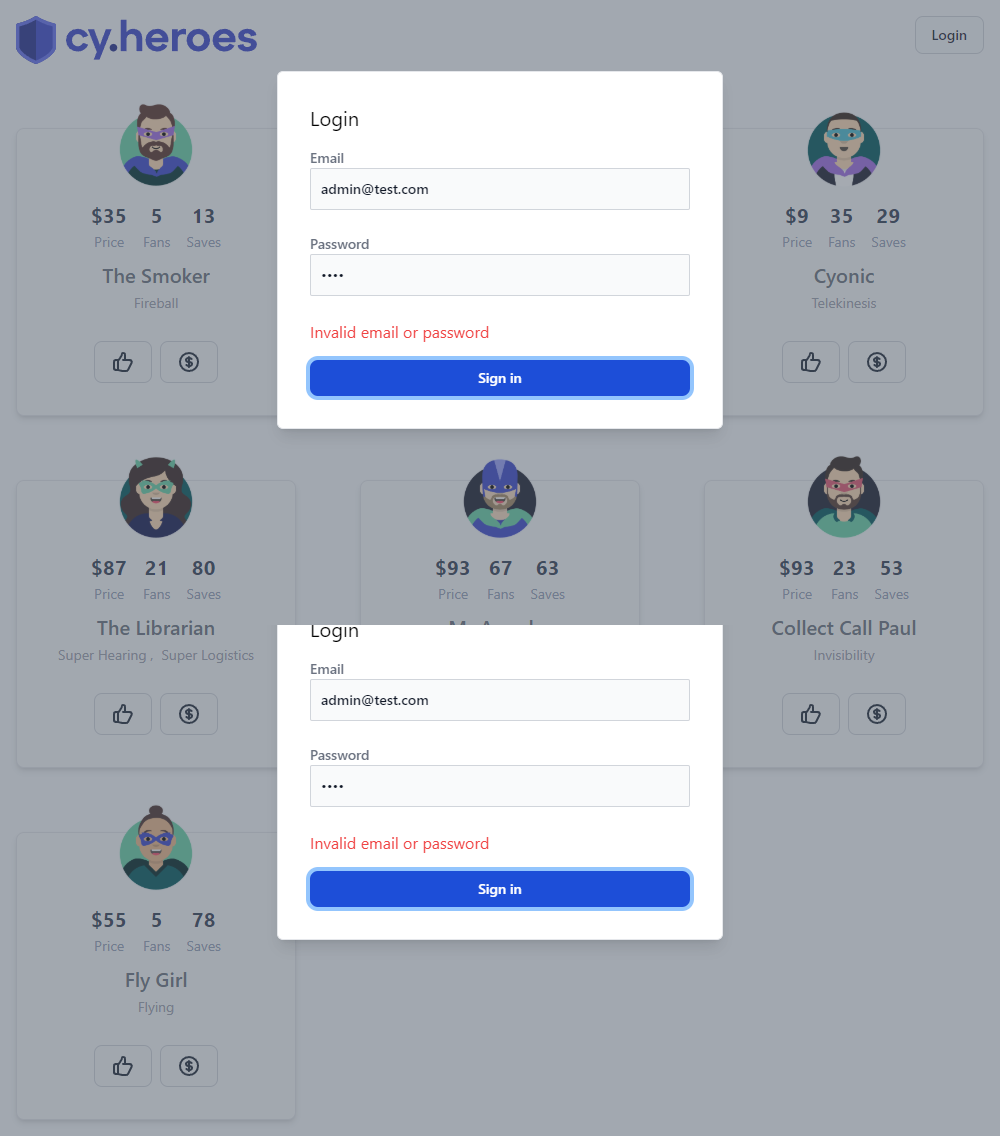 cy.heroes
Login
Login
Email
admin@test.com
Password
••••
Invalid email or password
Sign in
$35 5 13
Price Fans Saves
The Smoker
Fireball
$9 35 29
Price Fans Saves
Cyonic
Telekinesis
$87 21 80
Price Fans Saves
The Librarian
Super Hearing , Super Logistics
$93 67 63
Price Fans Saves
$93 23 53
Price Fans Saves
Collect Call Paul
Invisibility
Login
Email
admin@test.com
Password
••••
Invalid email or password
Sign in
$55 5 78
Price Fans Saves
Fly Girl
Flying